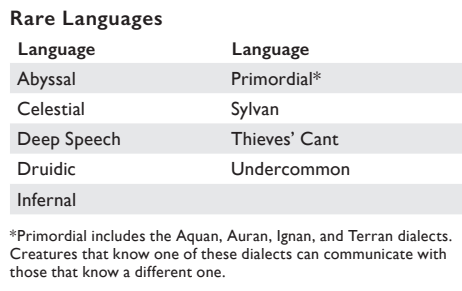 Rare Languages
Language Language
Abyssal Primordial*
Celestial Sylvan
Deep Speech Thieves’ Cant
Druidic Undercommon
Infernal
*Primordial includes the Aquan, Auran, Ignan, and Terran dialects.
Creatures that know one of these dialects can communicate with
those that know a different one.